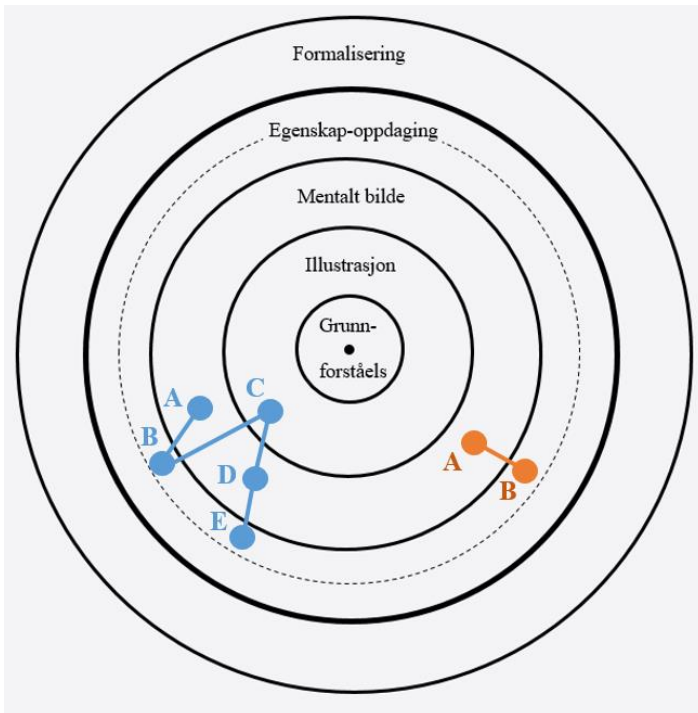 Formalisering
Egenskap-oppdaging
Mentalt bilde
Illustrasjon
Grunn-
forståels
A
C
B
D
E
A
B